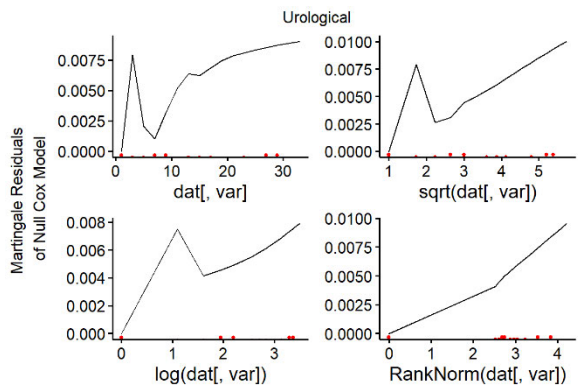 Urological
Martingale Residuals
of Null Cox Model
0.0075
0.0050
0.0025
0.0000
0 10 20 30
dat[, var]
0.0100
0.0075
0.0050
0.0025
0.0000
1 2 3 4 5
sqrt(dat[, var])
0.008
0.006
0.004
0.002
0.000
0 1 2 3
log(dat[, var])
0.0100
0.0075
0.0050
0.0025
0.0000
0 1 2 3 4
RankNorm(dat[, var])